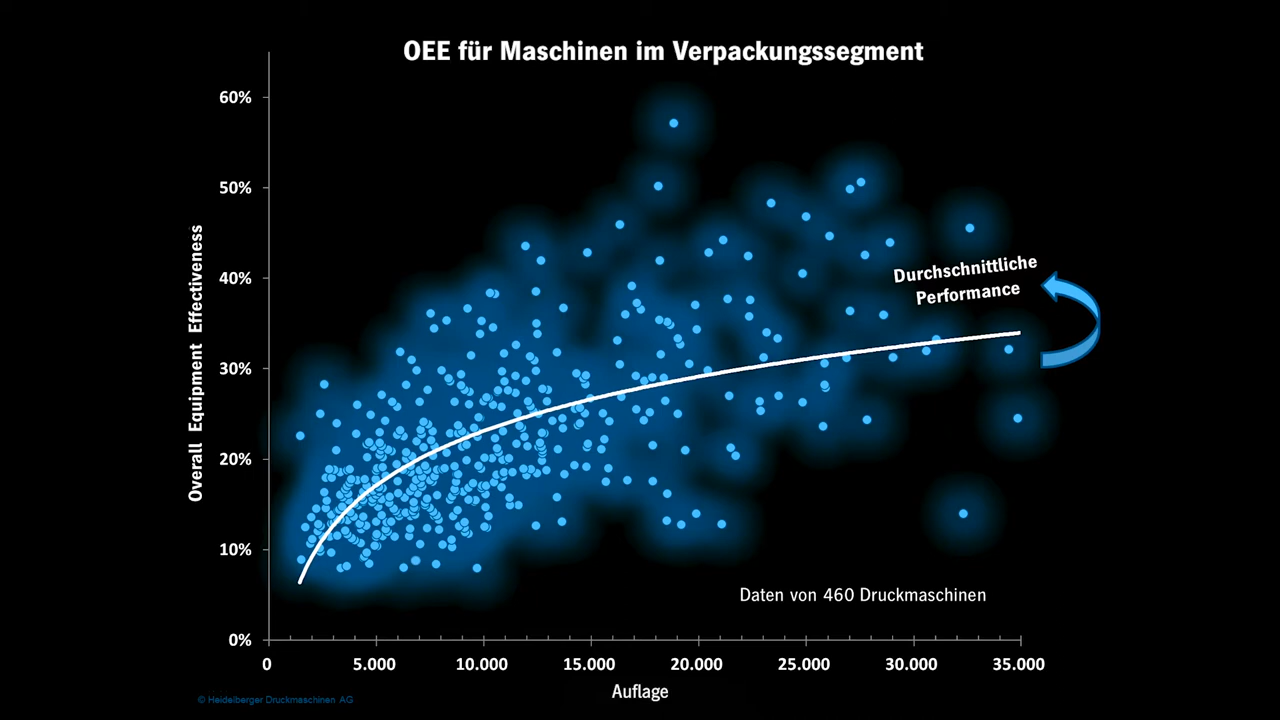 OEE für Maschinen im Verpackungssegment
60%
50%
40%
30%
20%
10%
0%
Overall Equipment Effectiveness
Durchschnittliche
Performance
Daten von 460 Druckmaschinen
0 5.000 10.000 15.000 20.000 25.000 30.000 35.000
Auflage
© Heidelberger Druckmaschinen AG